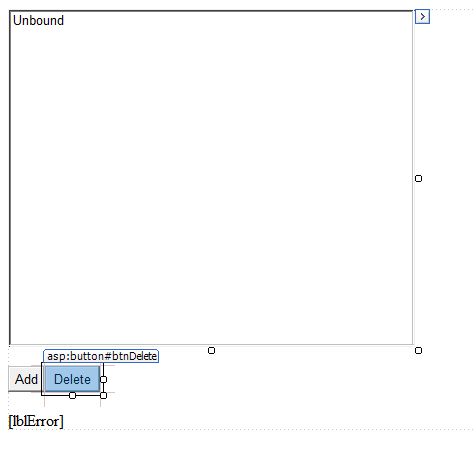 Unbound
asp:button#btnDelete
Add Delete
[lblError]